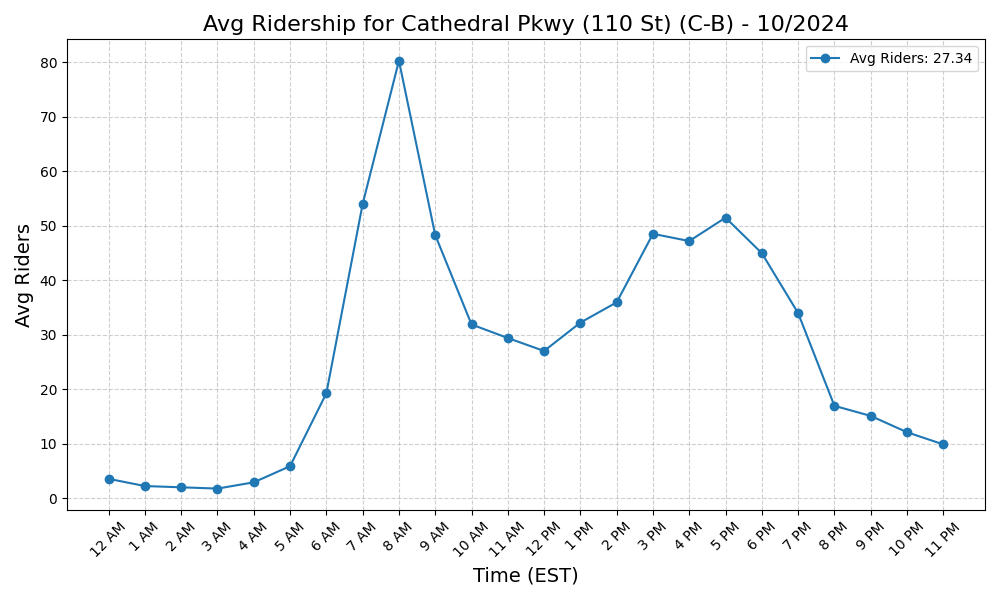 Avg Ridership for Cathedral Pkwy (110 St) (C-B) - 10/2024
Avg Riders: 27.34
Avg Riders
80
70
60
50
40
30
20
10
0
12 AM
1 AM
2 AM
3 AM
4 AM
5 AM
6 AM
7 AM
8 AM
9 AM
10 AM
11 AM
12 PM
1 PM
2 PM
3 PM
4 PM
5 PM
6 PM
7 PM
8 PM
9 PM
10 PM
11 PM
Time (EST)